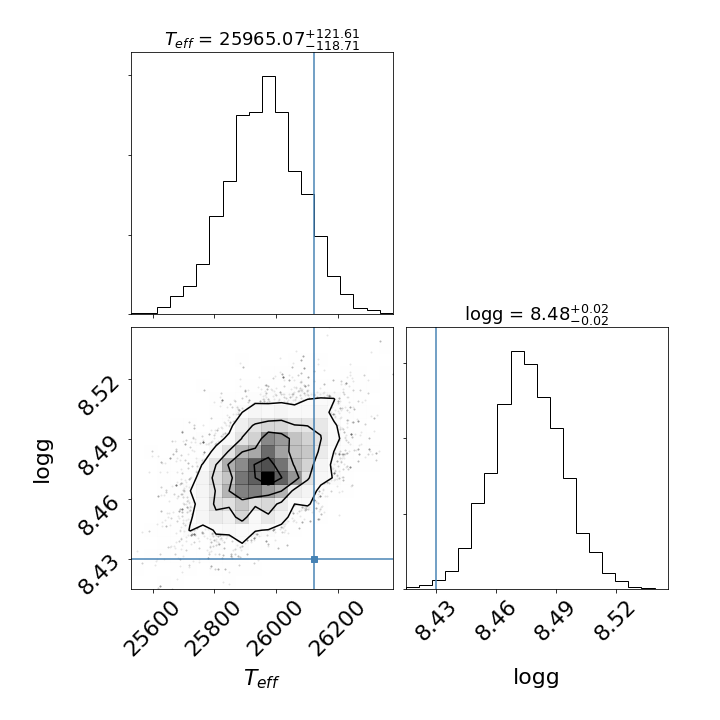 T_eff = 25965.07 +121.61 −118.71
logg = 8.48 +0.02 −0.02
8.52
8.49
8.46
8.43
logg
25600 25800 26000 26200
T_eff
8.43 8.46 8.49 8.52
logg